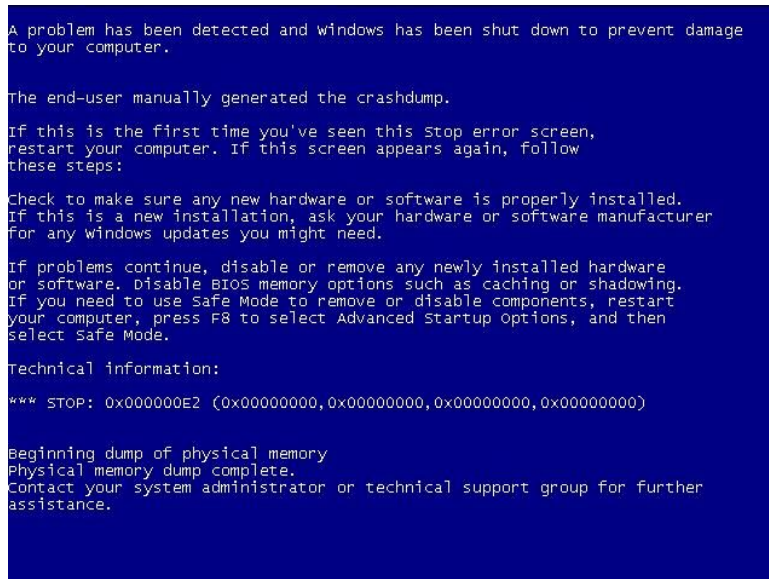 A problem has been detected and Windows has been shut down to prevent damage
to your computer.
The end-user manually generated the crashdump.
If this is the first time you've seen this Stop error screen,
restart your computer. If this screen appears again, follow
these steps:
Check to make sure any new hardware or software is properly installed.
If this is a new installation, ask your hardware or software manufacturer
for any Windows updates you might need.
If problems continue, disable or remove any newly installed hardware
or software. Disable BIOS memory options such as caching or shadowing.
If you need to use Safe Mode to remove or disable components, restart
your computer, press F8 to select Advanced Startup Options, and then
select Safe Mode.
Technical information:
*** STOP: 0x000000E2 (0x00000000,0x00000000,0x00000000,0x00000000)
Beginning dump of physical memory
Physical memory dump complete.
Contact your system administrator or technical support group for further
assistance.